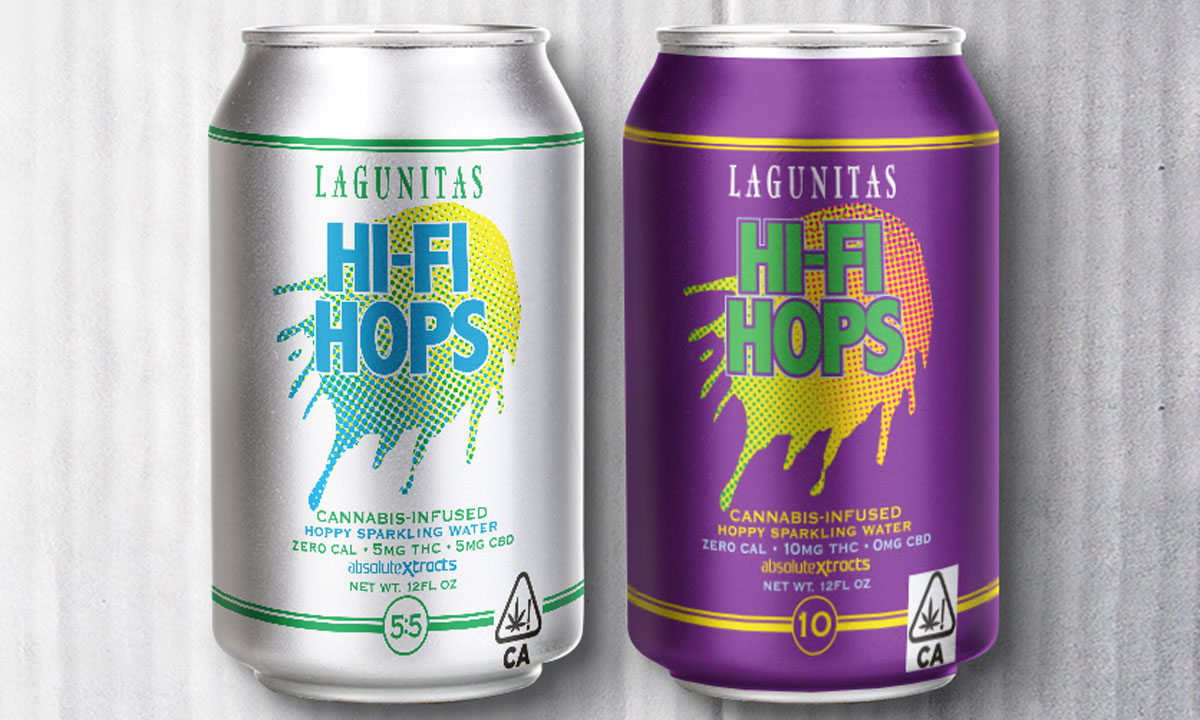 LAGUNITAS
HI-FI
HOPS
CANNABIS-INFUSED
HOPPY SPARKLING WATER
ZERO CAL • 5MG THC • 5MG CBD
absoluteXtracts
NET WT. 12FL OZ
5:5
!
CA
LAGUNITAS
HI-FI
HOPS
CANNABIS-INFUSED
HOPPY SPARKLING WATER
ZERO CAL • 10MG THC • 0MG CBD
absoluteXtracts
NET WT. 12FL OZ
10
!
CA